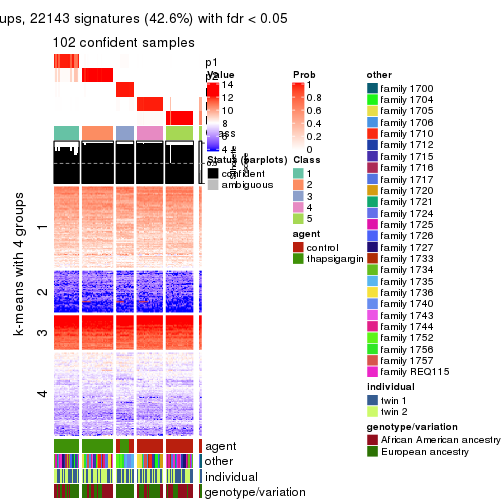 ups, 22143 signatures (42.6%) with fdr < 0.05
102 confident samples
p1
p2
Value
14
12
10
8
6
4
Prob
1
0.8
0.6
0.4
0.2
0
Status (barplots)
confident
ambiguous
Class
1
2
3
4
5
agent
control
thapsigargin
other
family 1700
family 1704
family 1705
family 1706
family 1710
family 1712
family 1715
family 1716
family 1717
family 1720
family 1721
family 1724
family 1725
family 1726
family 1727
family 1733
family 1734
family 1735
family 1736
family 1740
family 1743
family 1744
family 1752
family 1756
family 1757
family REQ115
individual
twin 1
twin 2
genotype/variation
African American ancestry
European ancestry
k-means with 4 groups
1
2
3
4
agent
other
individual
genotype/variation